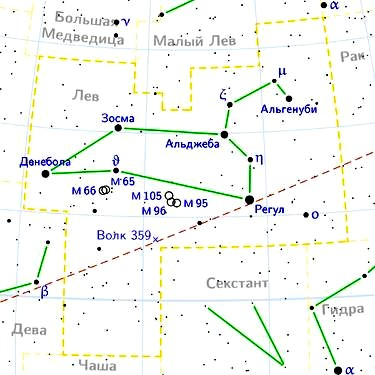 Большая
Медведица
ν
α
Малый Лев
Рак
μ
ζ
Альгенуби
Лев
Зосма
Альджеба
η
Денебола
ϑ
M 65
M 66
M 105
M 95
M 96
Регул
ο
Волк 359
Секстант
β
Гидра
Дева
Чаша
α